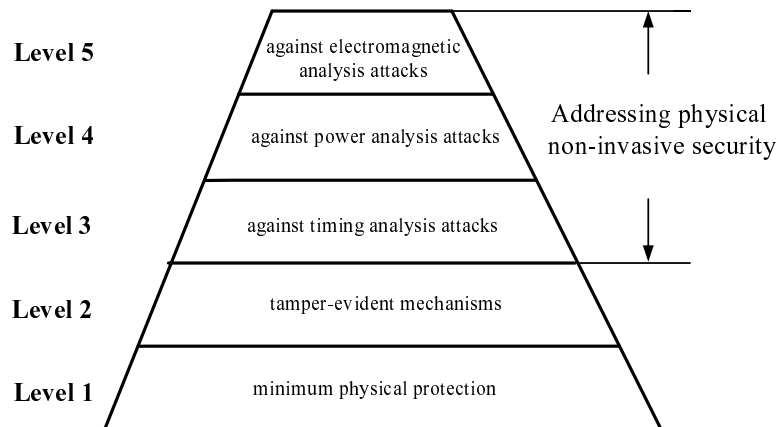 Level 5
against electromagnetic
analysis attacks
Level 4
against power analysis attacks
Addressing physical
non-invasive security
Level 3
against timing analysis attacks
Level 2
tamper-evident mechanisms
Level 1
minimum physical protection